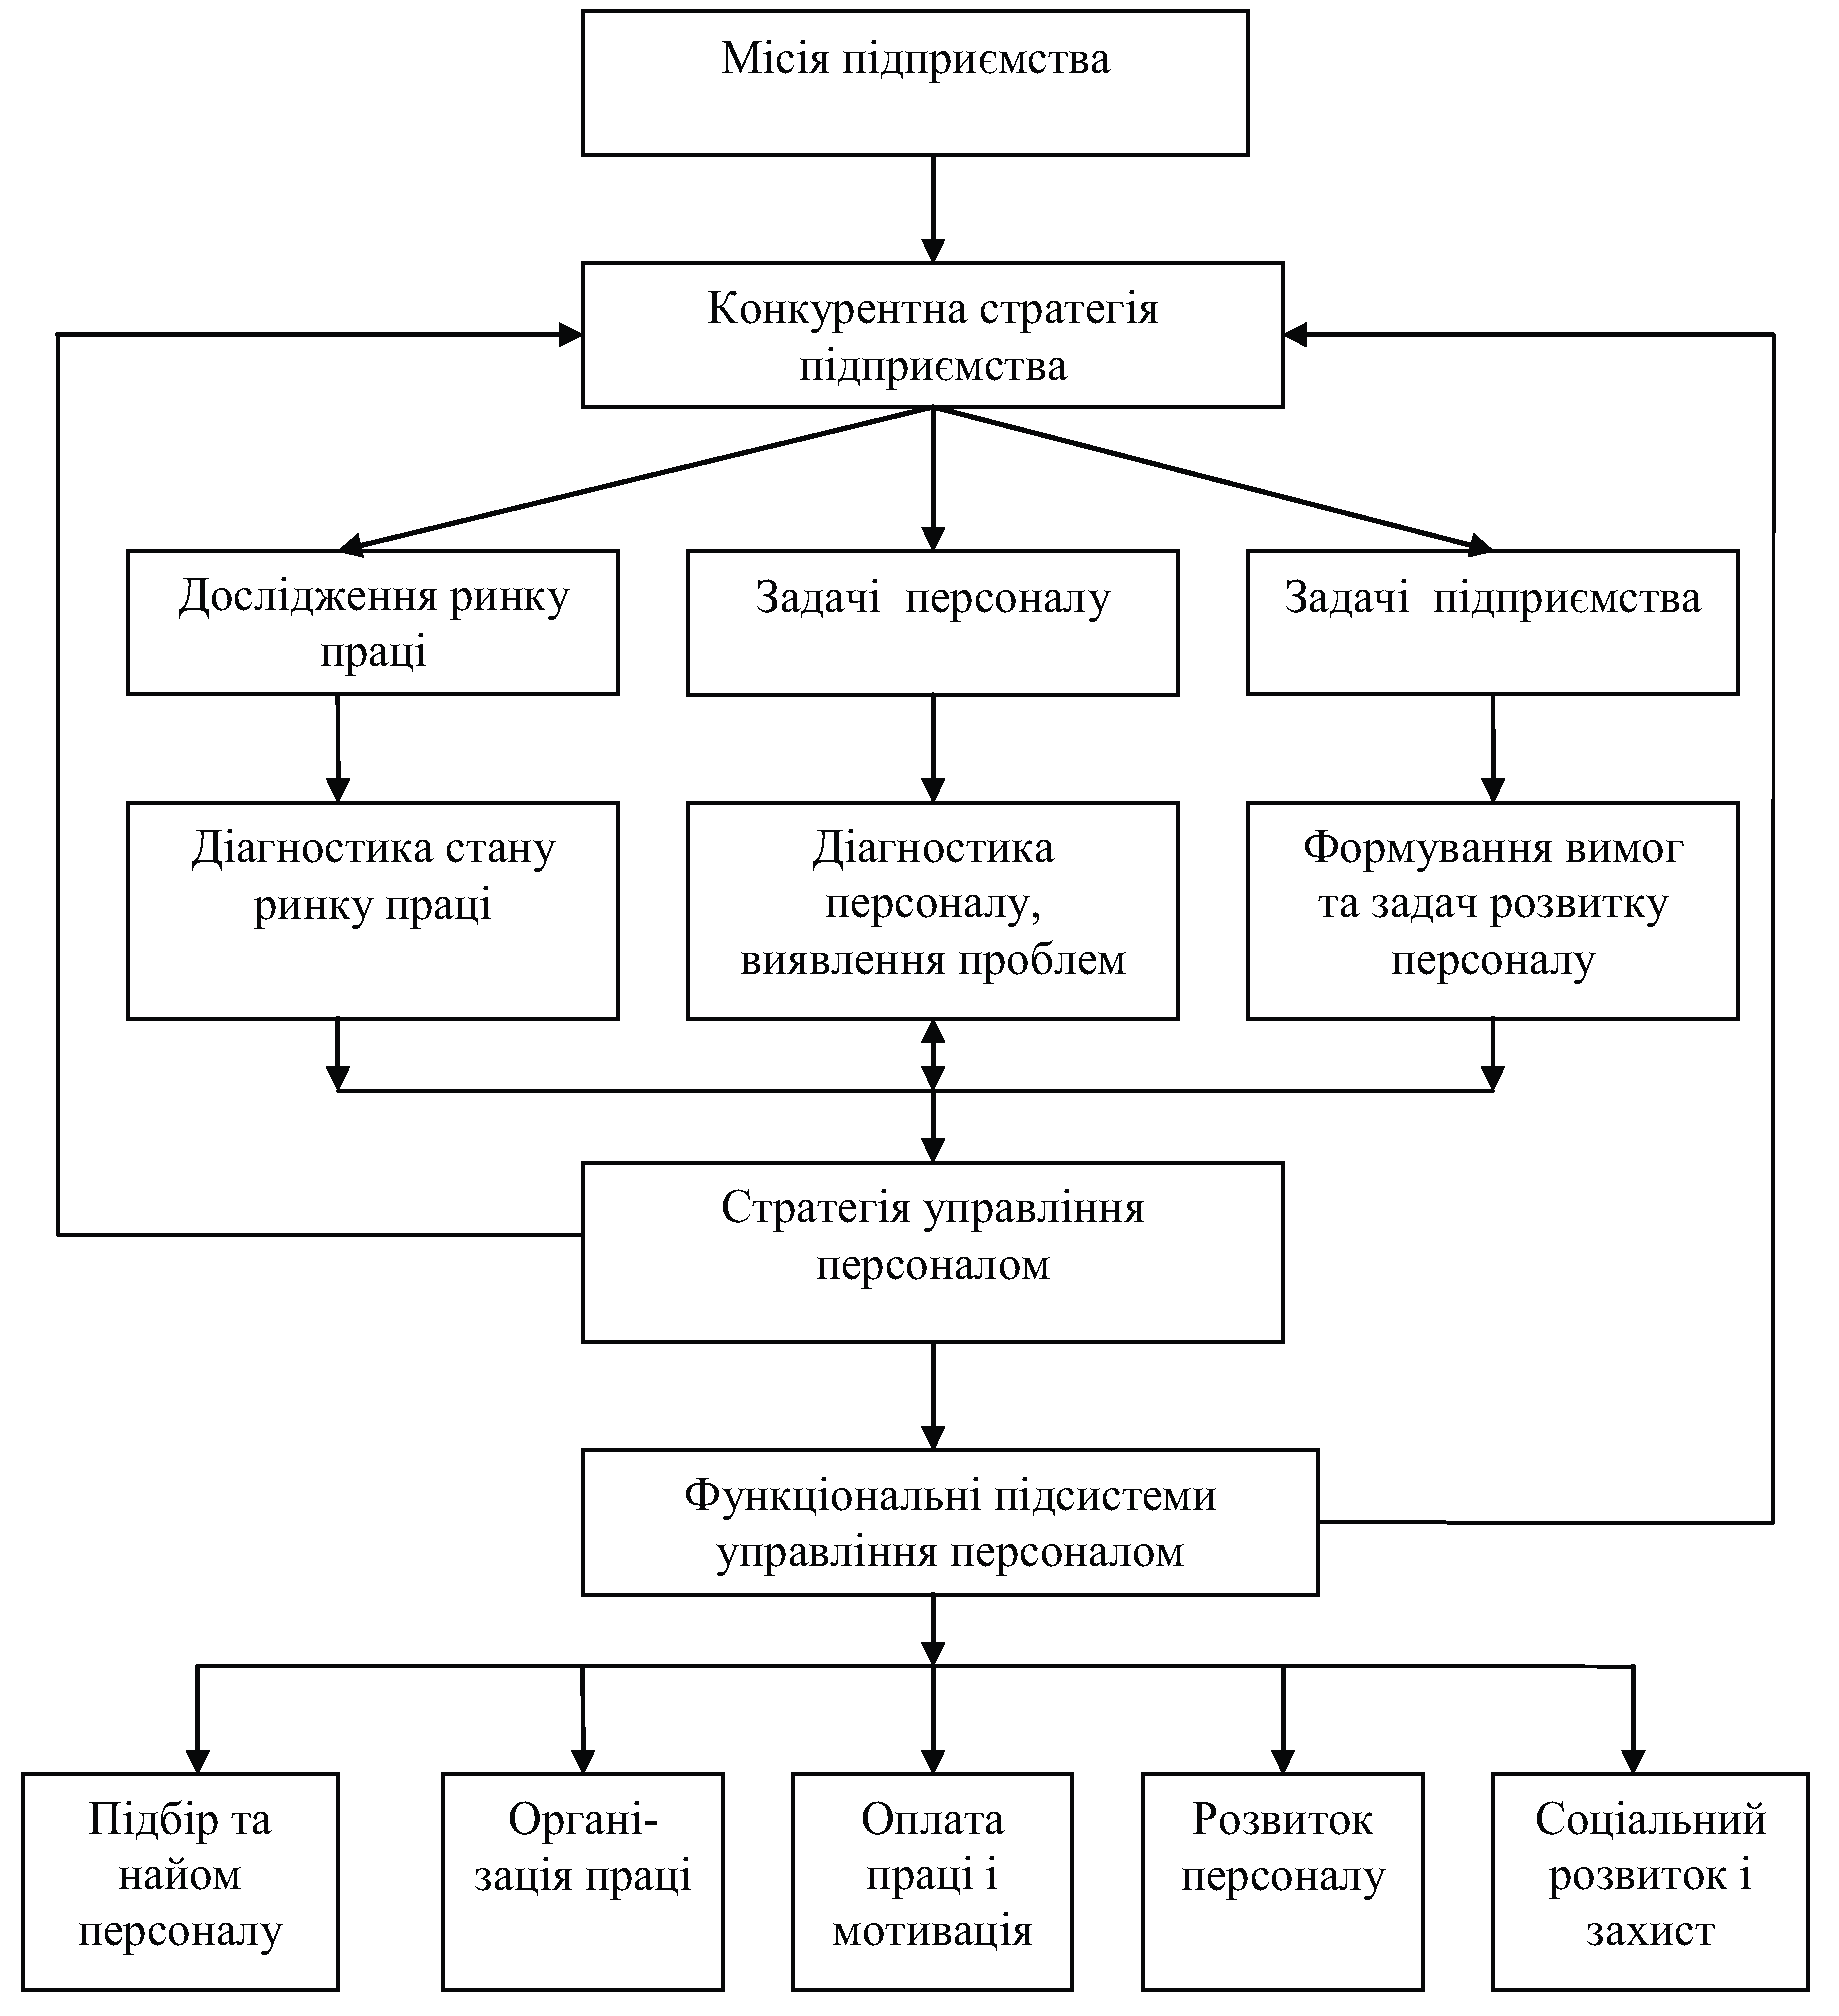 Місія підприємства
Конкурентна стратегія
підприємства
Дослідження ринку
праці
Задачі  персоналу
Задачі  підприємства
Діагностика стану
ринку праці
Діагностика
персоналу,
виявлення проблем
Формування вимог
та задач розвитку
персоналу
Стратегія управління
персоналом
Функціональні підсистеми
управління персоналом
Підбір та
найом
персоналу
Органі-
зація праці
Оплата
праці і
мотивація
Розвиток
персоналу
Соціальний
розвиток і
захист